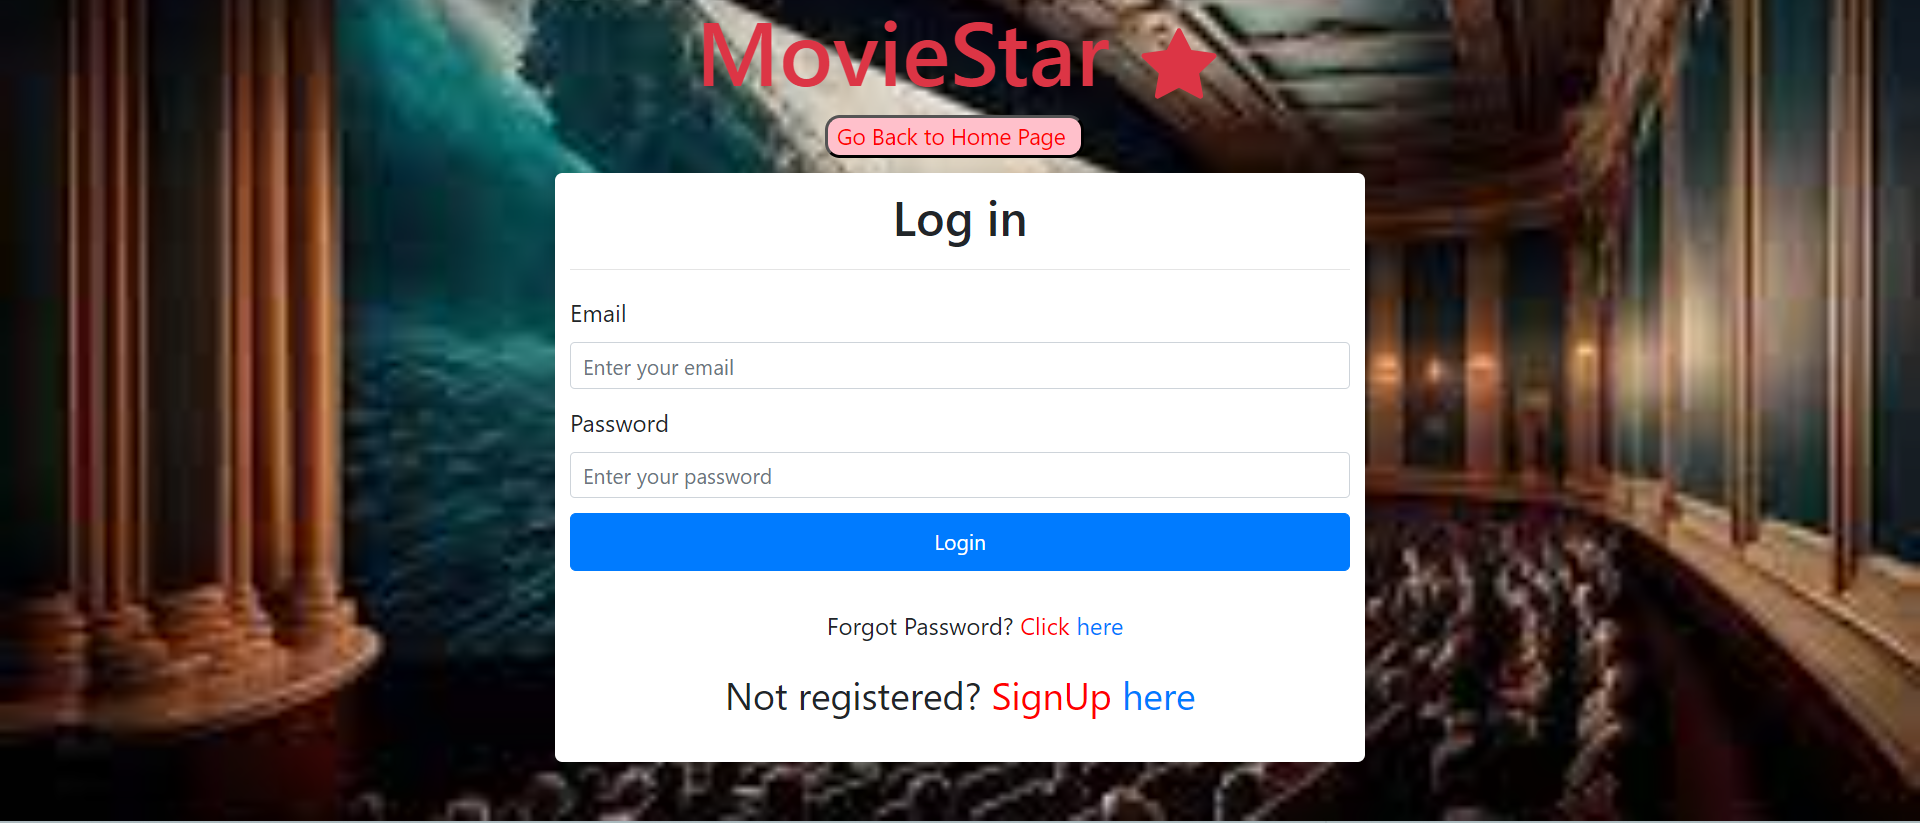 MovieStar
Go Back to Home Page
Log in
Email
Enter your email
Password
Enter your password
Login
Forgot Password? Click here
Not registered? SignUp here